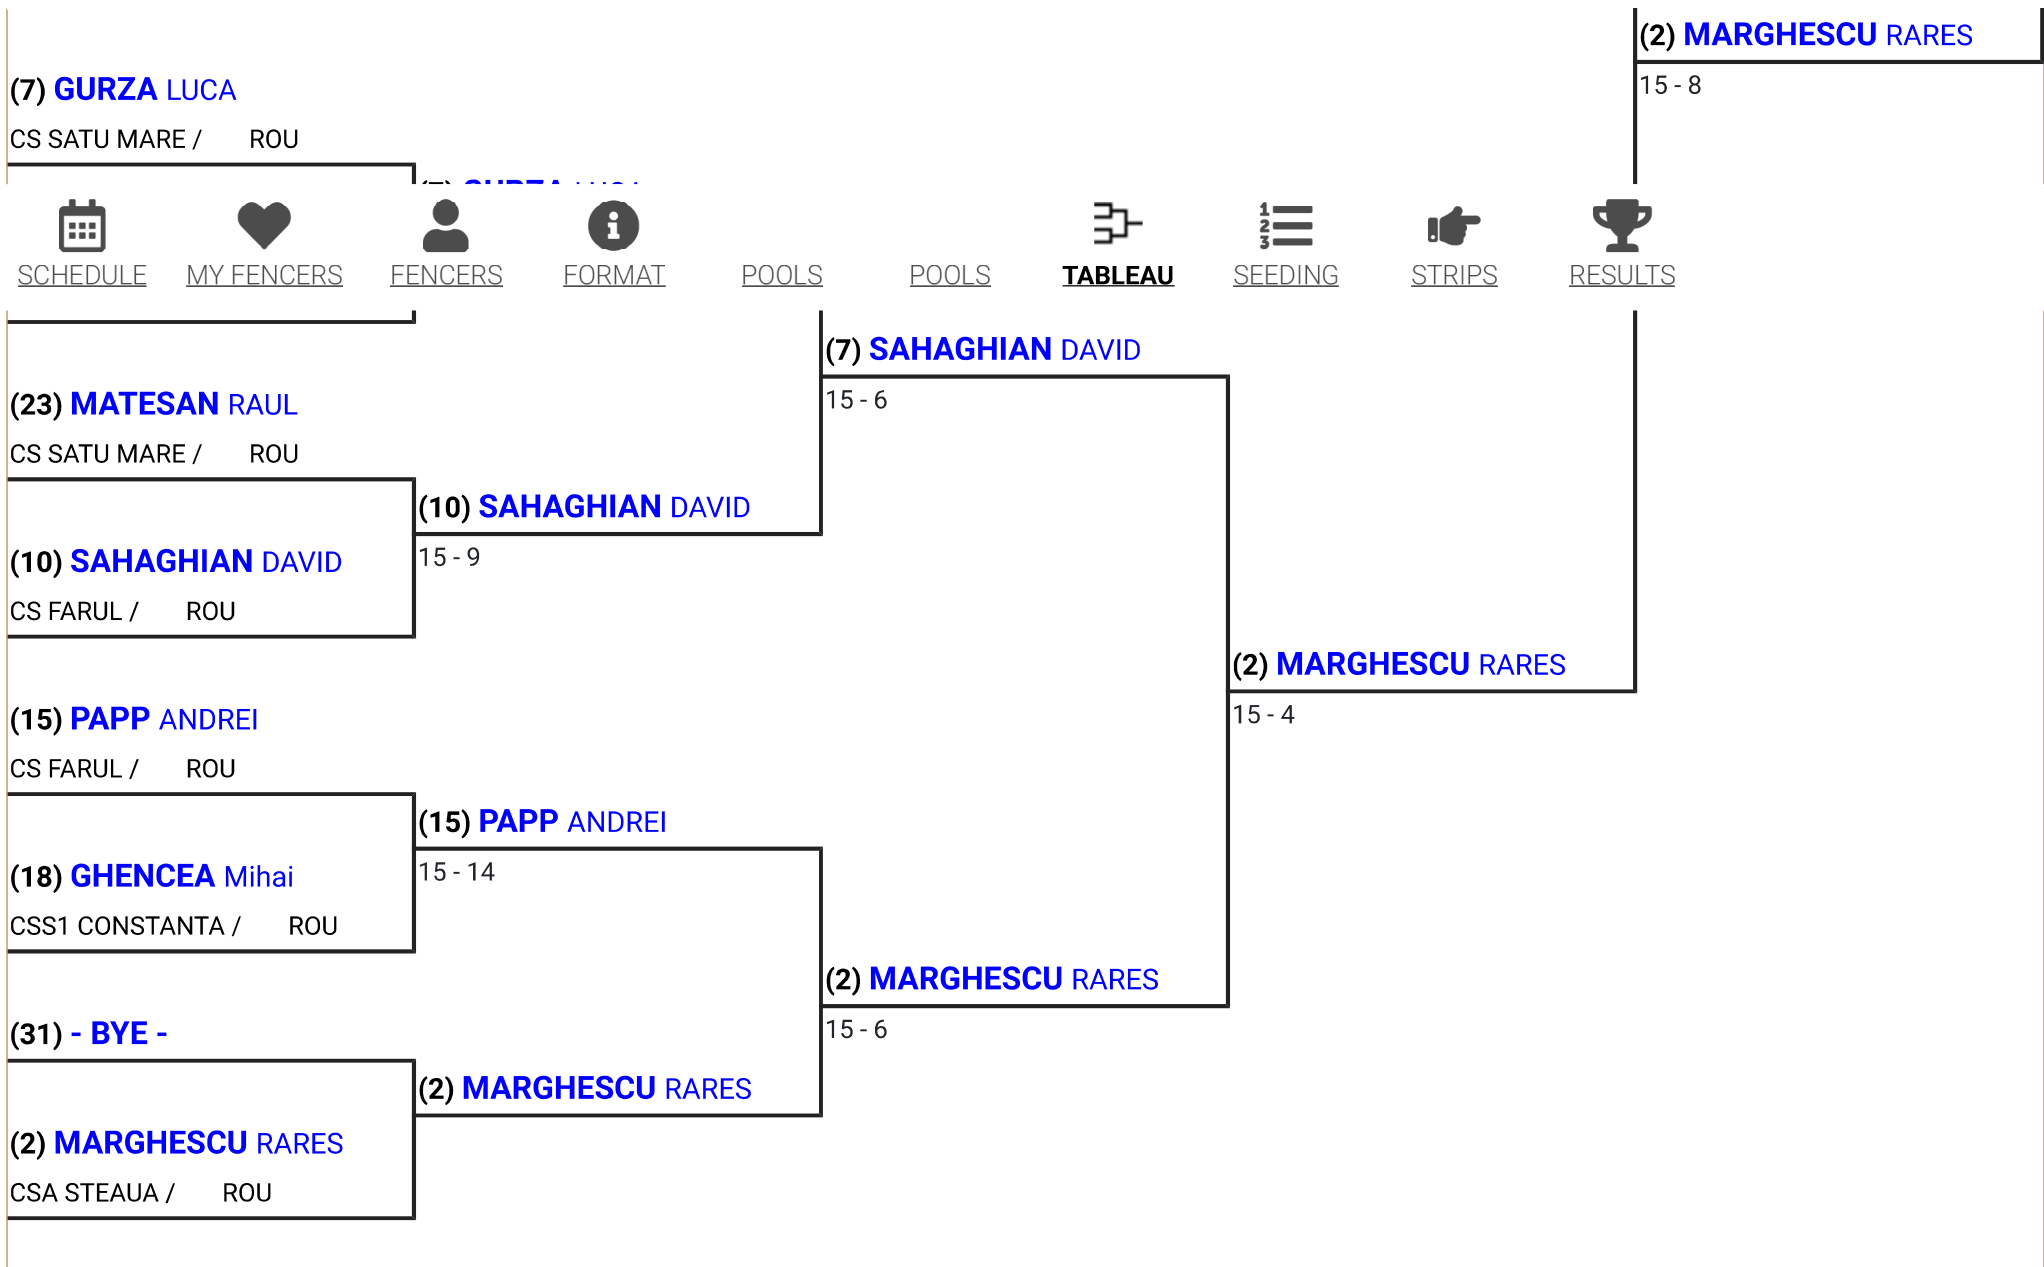 (2) MARGHESCU RARES
15 - 8
(7) GURZA LUCA
CS SATU MARE / ROU
SCHEDULE
MY FENCERS
FENCERS
FORMAT
POOLS
POOLS
TABLEAU
1
2
3
SEEDING
STRIPS
RESULTS
(7) SAHAGHIAN DAVID
15 - 6
(23) MATESAN RAUL
CS SATU MARE / ROU
(10) SAHAGHIAN DAVID
15 - 9
(10) SAHAGHIAN DAVID
CS FARUL / ROU
(2) MARGHESCU RARES
15 - 4
(15) PAPP ANDREI
CS FARUL / ROU
(15) PAPP ANDREI
15 - 14
(18) GHENCEA Mihai
CSS1 CONSTANTA / ROU
(2) MARGHESCU RARES
15 - 6
(31) - BYE -
(2) MARGHESCU RARES
(2) MARGHESCU RARES
CSA STEAUA / ROU